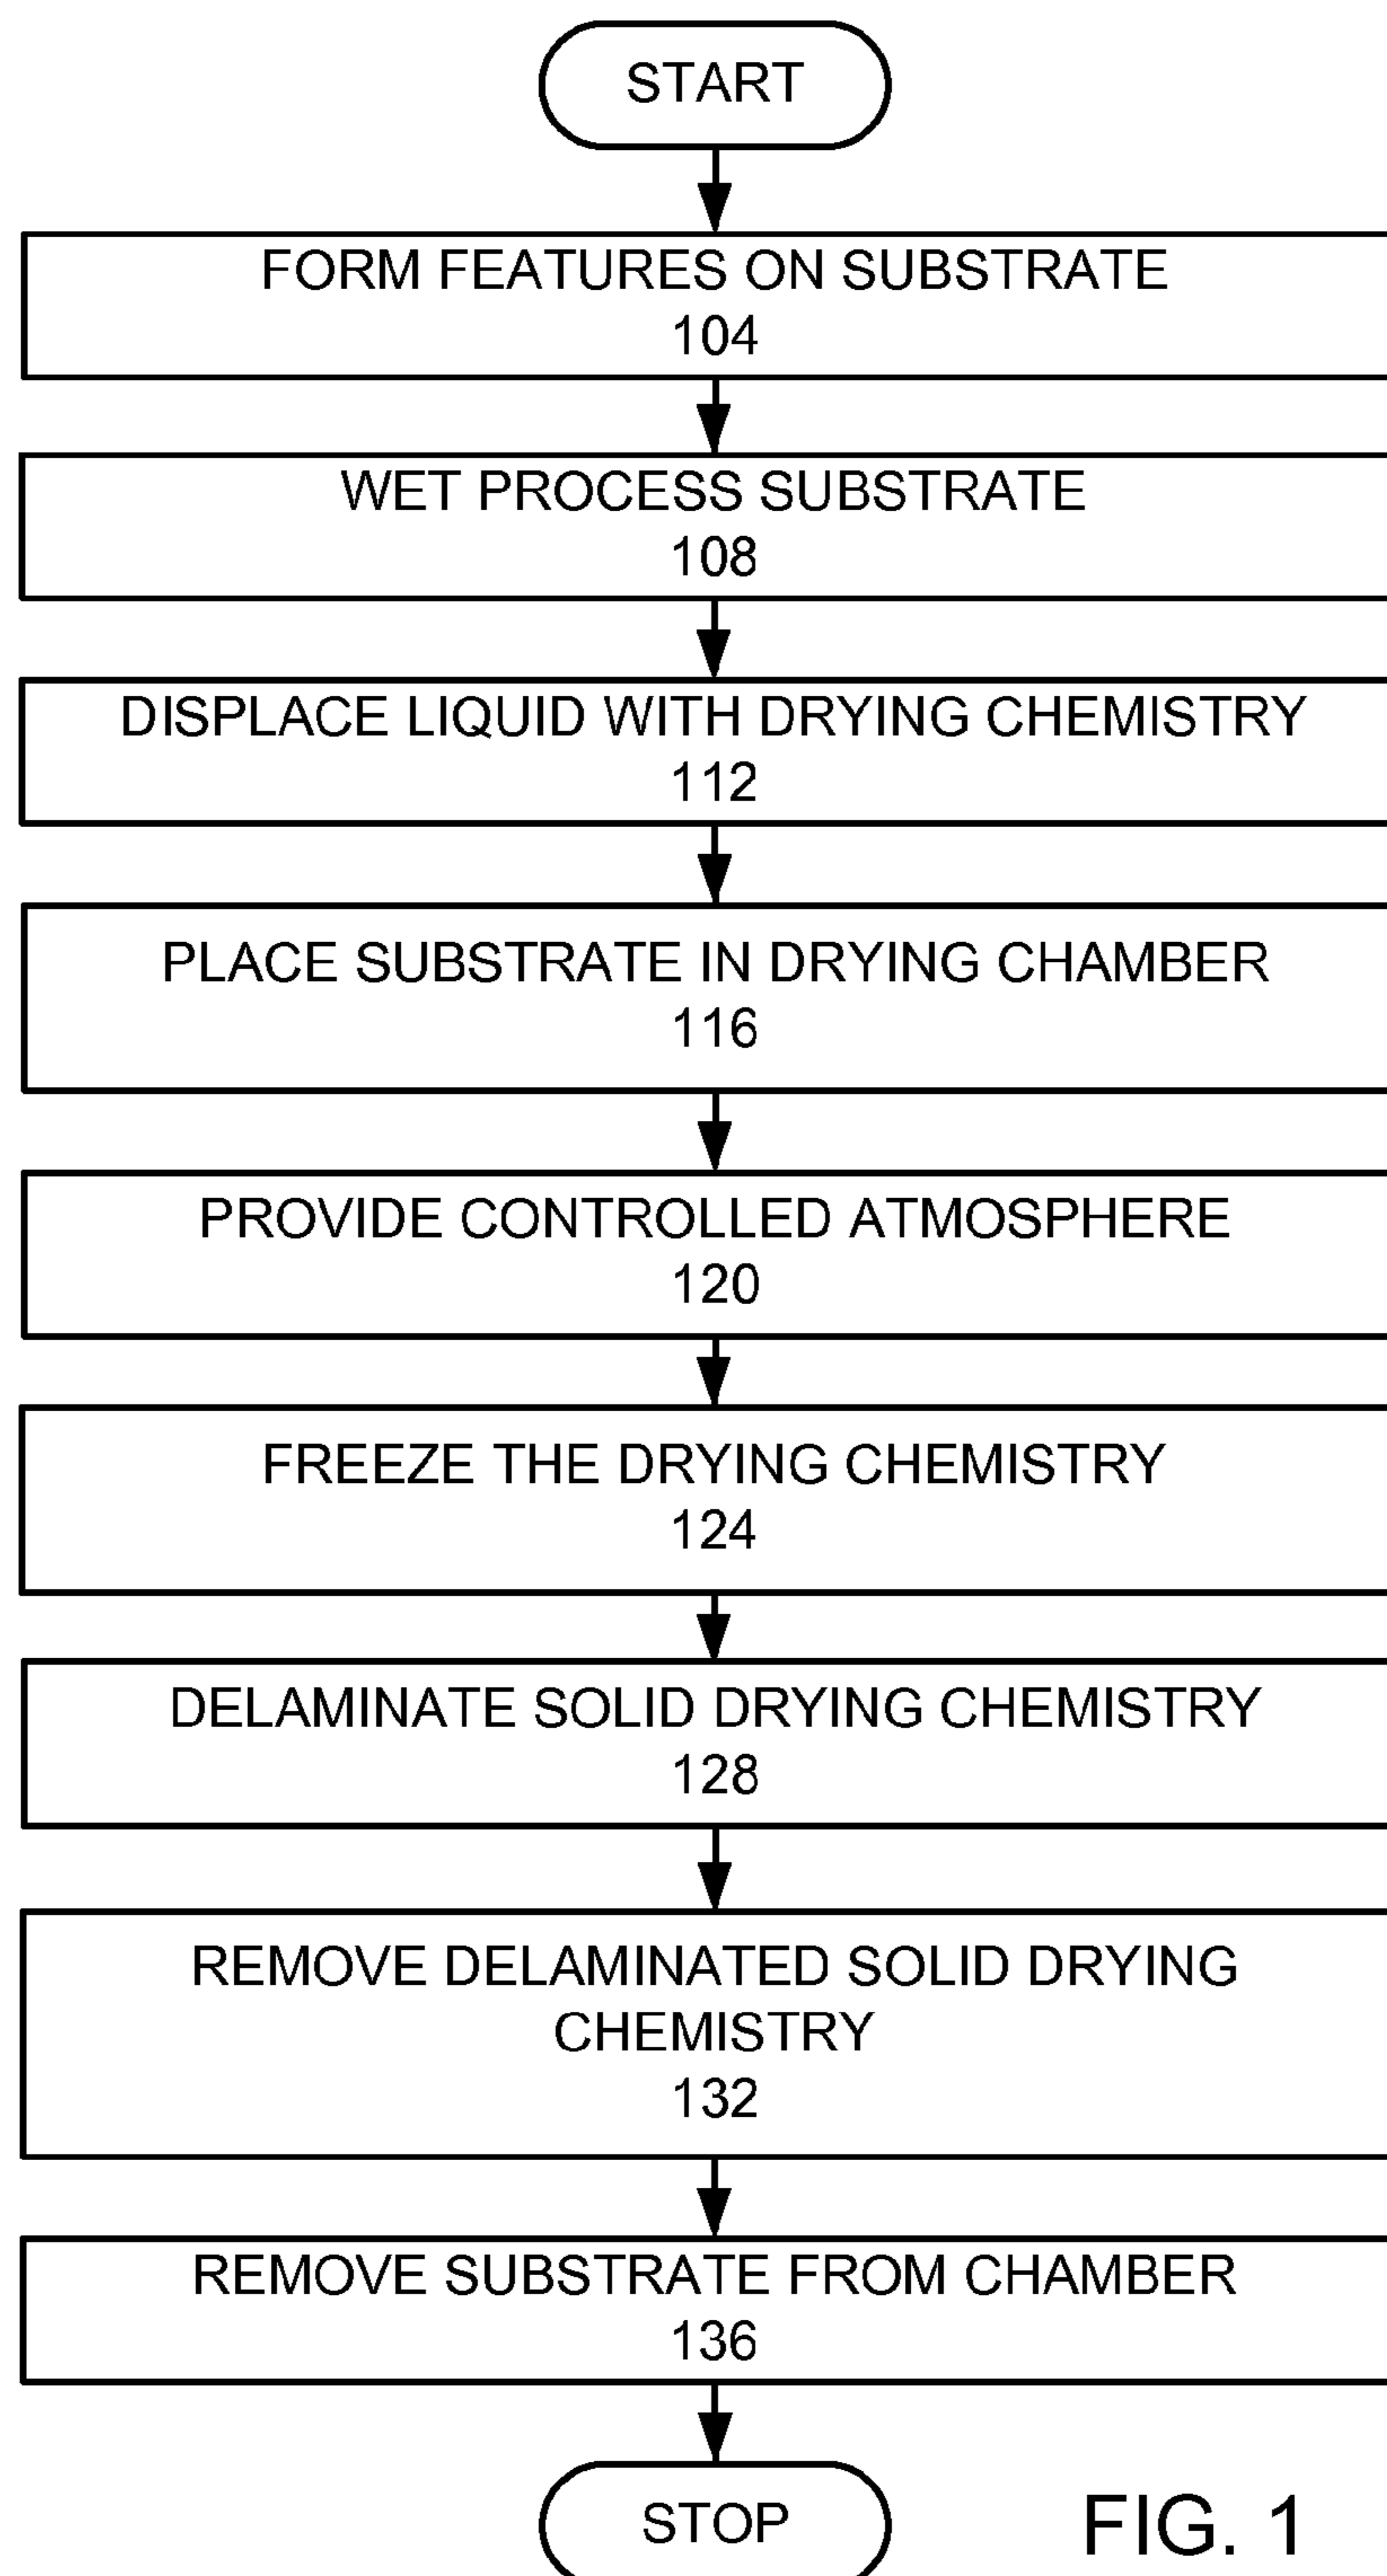 START
FORM FEATURES ON SUBSTRATE
104
WET PROCESS SUBSTRATE
108
DISPLACE LIQUID WITH DRYING CHEMISTRY
112
PLACE SUBSTRATE IN DRYING CHAMBER
116
PROVIDE CONTROLLED ATMOSPHERE
120
FREEZE THE DRYING CHEMISTRY
124
DELAMINATE SOLID DRYING CHEMISTRY
128
REMOVE DELAMINATED SOLID DRYING
CHEMISTRY
132
REMOVE SUBSTRATE FROM CHAMBER
136
STOP
FIG. 1